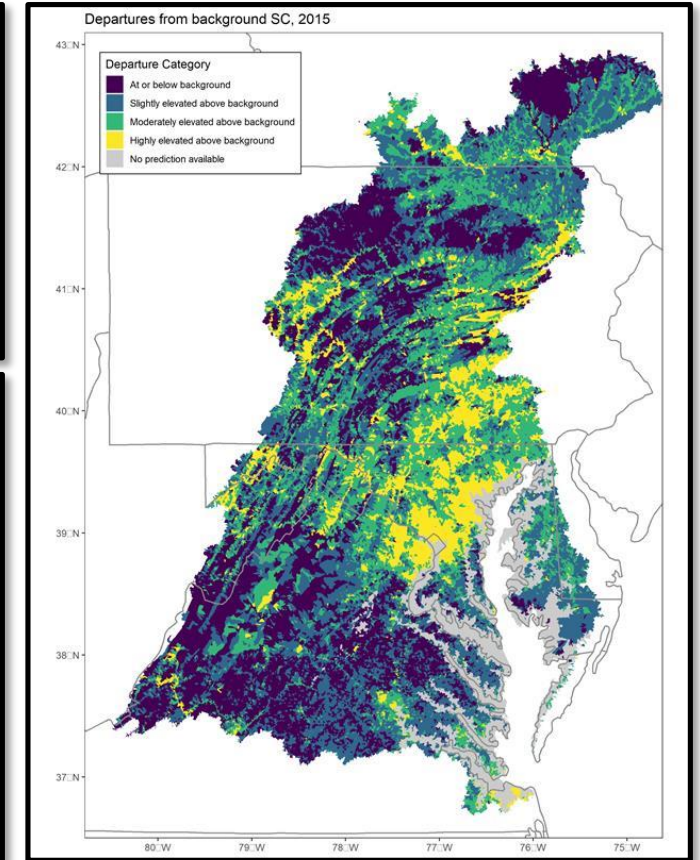 Departures from background SC, 2015
43□N
Departure Category
At or below background
Slightly elevated above background
Moderately elevated above background
Highly elevated above background
No prediction available
42□N
41□N
40□N
39□N
38□N
37□N
80□W 79□W 78□W 77□W 76□W 75□W